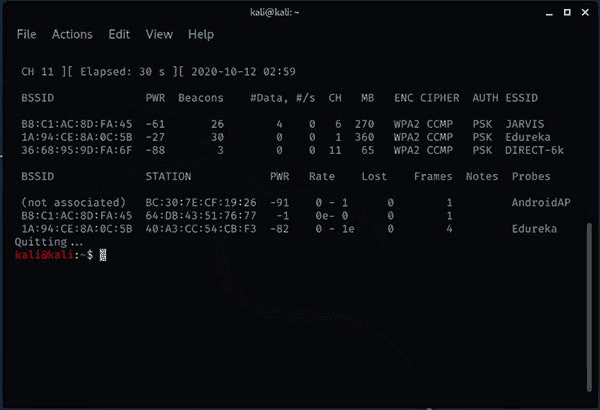 kali@kali: ~
File Actions Edit View Help
CH 11 ][ Elapsed: 30 s ][ 2020-10-12 02:59
BSSID PWR Beacons #Data, #/s CH MB ENC CIPHER AUTH ESSID
B8:C1:AC:8D:FA:45 -61 26 4 0 6 270 WPA2 CCMP PSK JARVIS
1A:94:CE:8A:0C:5B -27 30 0 0 1 360 WPA2 CCMP PSK Edureka
36:68:95:9D:FA:6F -88 3 0 0 11 65 WPA2 CCMP PSK DIRECT-6k
BSSID STATION PWR Rate Lost Frames Notes Probes
(not associated) BC:30:7E:CF:19:26 -91 0 - 1 0 1 AndroidAP
B8:C1:AC:8D:FA:45 64:DB:43:51:76:77 -1 0e- 0 0 1
1A:94:CE:8A:0C:5B 40:A3:CC:54:CB:F3 -82 0 - 1e 0 4 Edureka
Quitting...
kali@kali:~$